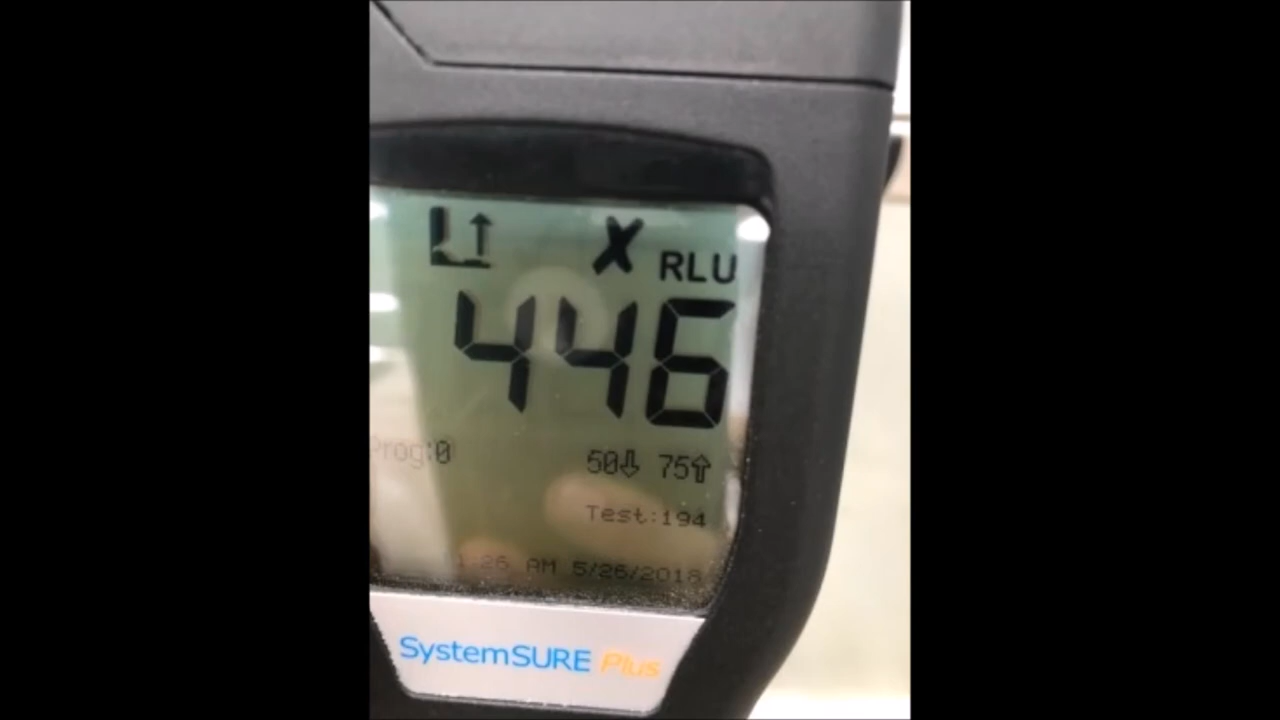 RLU
446
Prog:0 50⇩ 75⇧
Test:194
AM 5/26/2018
SystemSURE Plus